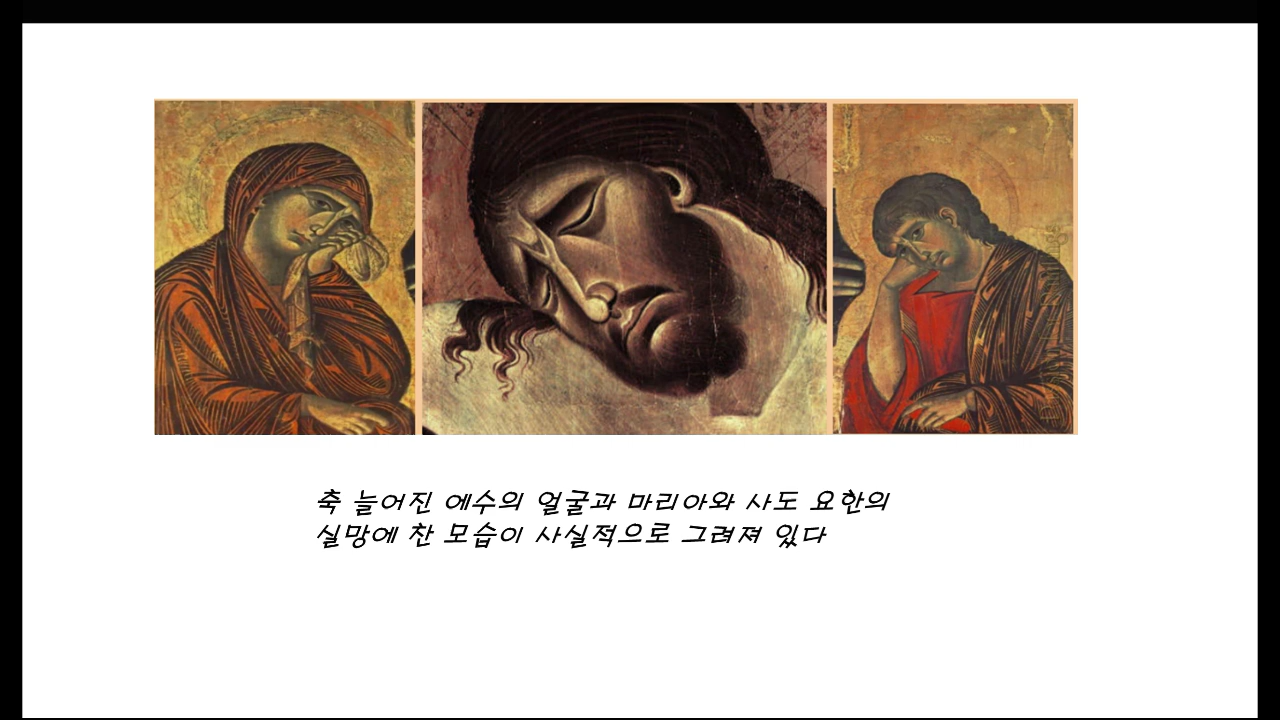 축 늘어진 예수의 얼굴과 마리아와 사도 요한의
실망에 찬 모습이 사실적으로 그려져 있다